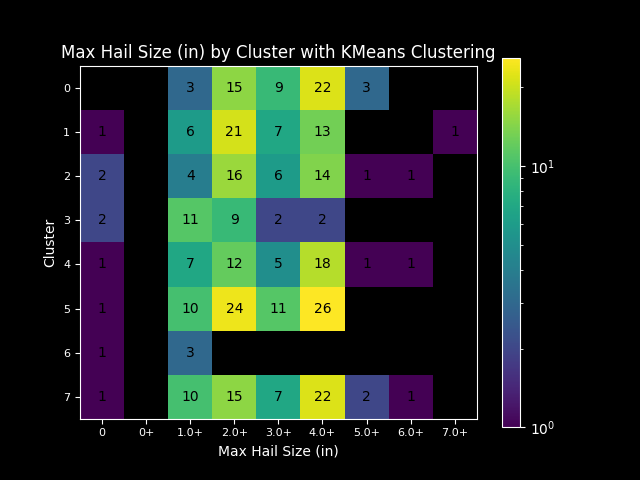 Max Hail Size (in) by Cluster with KMeans Clustering
0 3 15 9 22 3
1 1 6 21 7 13 1
2 2 4 16 6 14 1 1
3 2 11 9 2 2
4 1 7 12 5 18 1 1
5 1 10 24 11 26
6 1 3
7 1 10 15 7 22 2 1
0 0+ 1.0+ 2.0+ 3.0+ 4.0+ 5.0+ 6.0+ 7.0+
Max Hail Size (in)
Cluster
10¹
10⁰